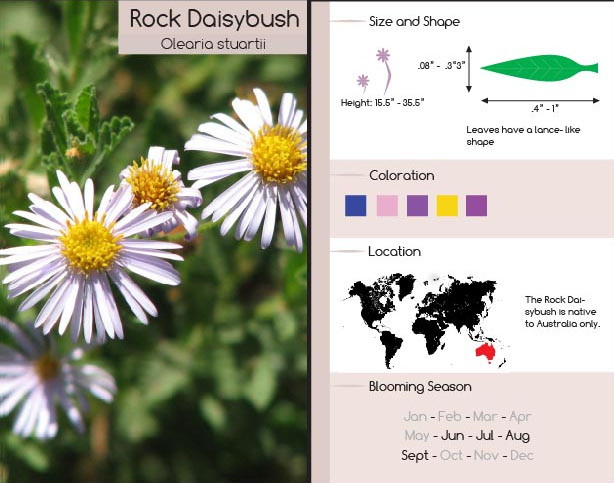 Rock Daisybush
Olearia stuartii
Size and Shape
.08" - .3"3"
Height: 15.5" - 35.5"
.4" - 1"
Leaves have a lance- like
shape
Coloration
Location
The Rock Dai-
sybush is native
to Australia only.
Blooming Season
Jan - Feb - Mar - Apr
May - Jun - Jul - Aug
Sept - Oct - Nov - Dec